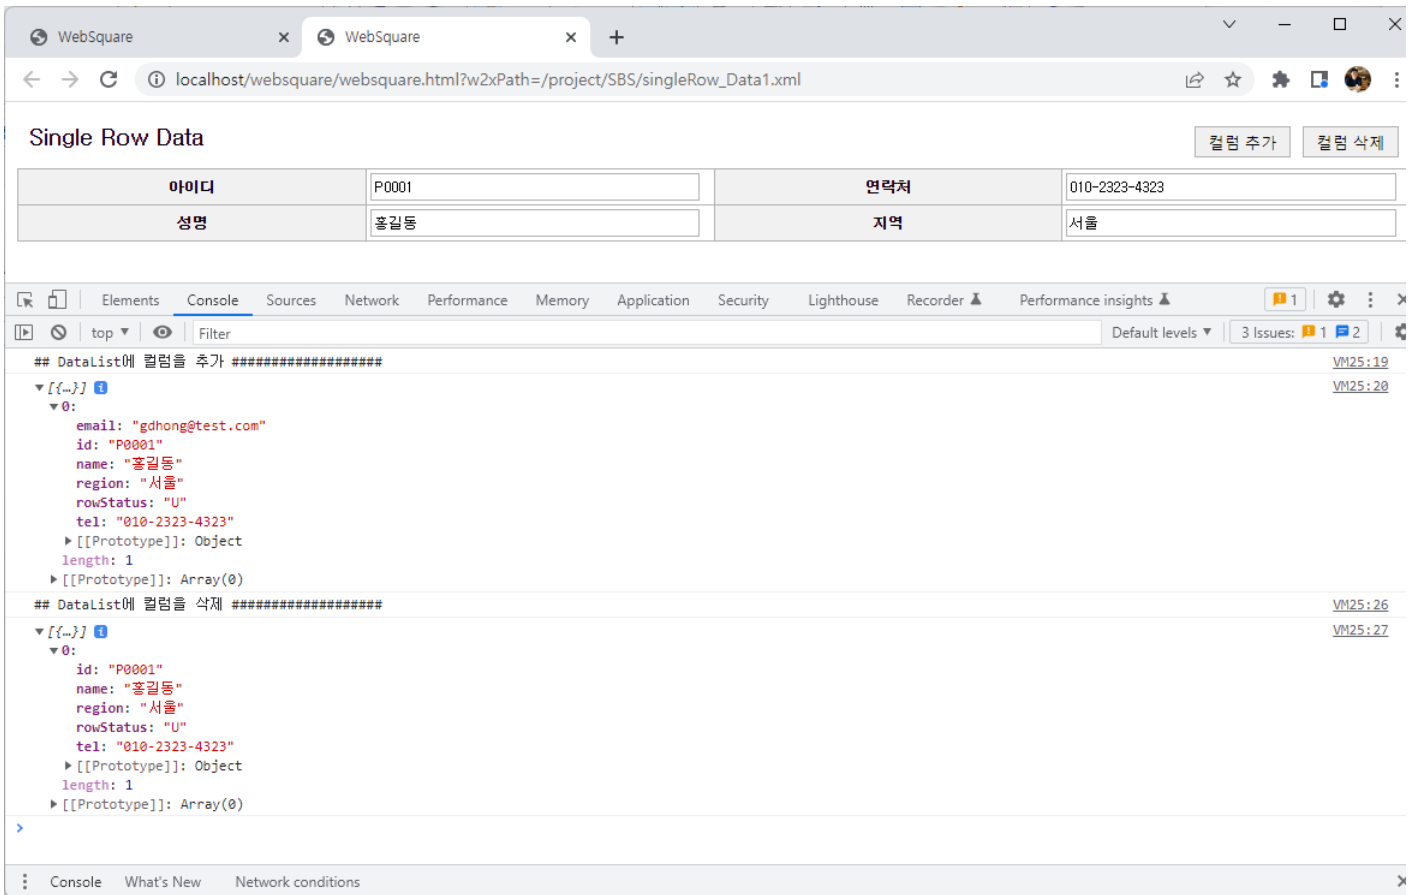 WebSquare
WebSquare
localhost/websquare/websquare.html?w2xPath=/project/SBS/singleRow_Data1.xml
Single Row Data
컬럼 추가 컬럼 삭제
아이디 P0001 연락처 010-2323-4323
성명 홍길동 지역 서울
Elements Console Sources Network Performance Memory Application Security Lighthouse Recorder Performance insights 1
top Filter Default levels 3 Issues: 1 2
## DataList에 컬럼을 추가 ################### VM25:19
[{…}] VM25:20
0:
email: "gdhong@test.com"
id: "P0001"
name: "홍길동"
region: "서울"
rowStatus: "U"
tel: "010-2323-4323"
[[Prototype]]: Object
length: 1
[[Prototype]]: Array(0)
## DataList에 컬럼을 삭제 ################### VM25:26
[{…}] VM25:27
0:
id: "P0001"
name: "홍길동"
region: "서울"
rowStatus: "U"
tel: "010-2323-4323"
[[Prototype]]: Object
length: 1
[[Prototype]]: Array(0)
Console What's New Network conditions